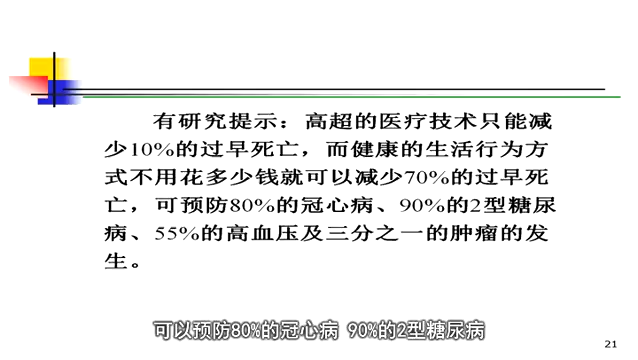 有研究提示：高超的医疗技术只能减
少10%的过早死亡，而健康的生活行为方
式不用花多少钱就可以减少70%的过早死
亡，可预防80%的冠心病、90%的2型糖尿
病、55%的高血压及三分之一的肿瘤的发
生。
可以预防80%的冠心病 90%的2型糖尿病
21